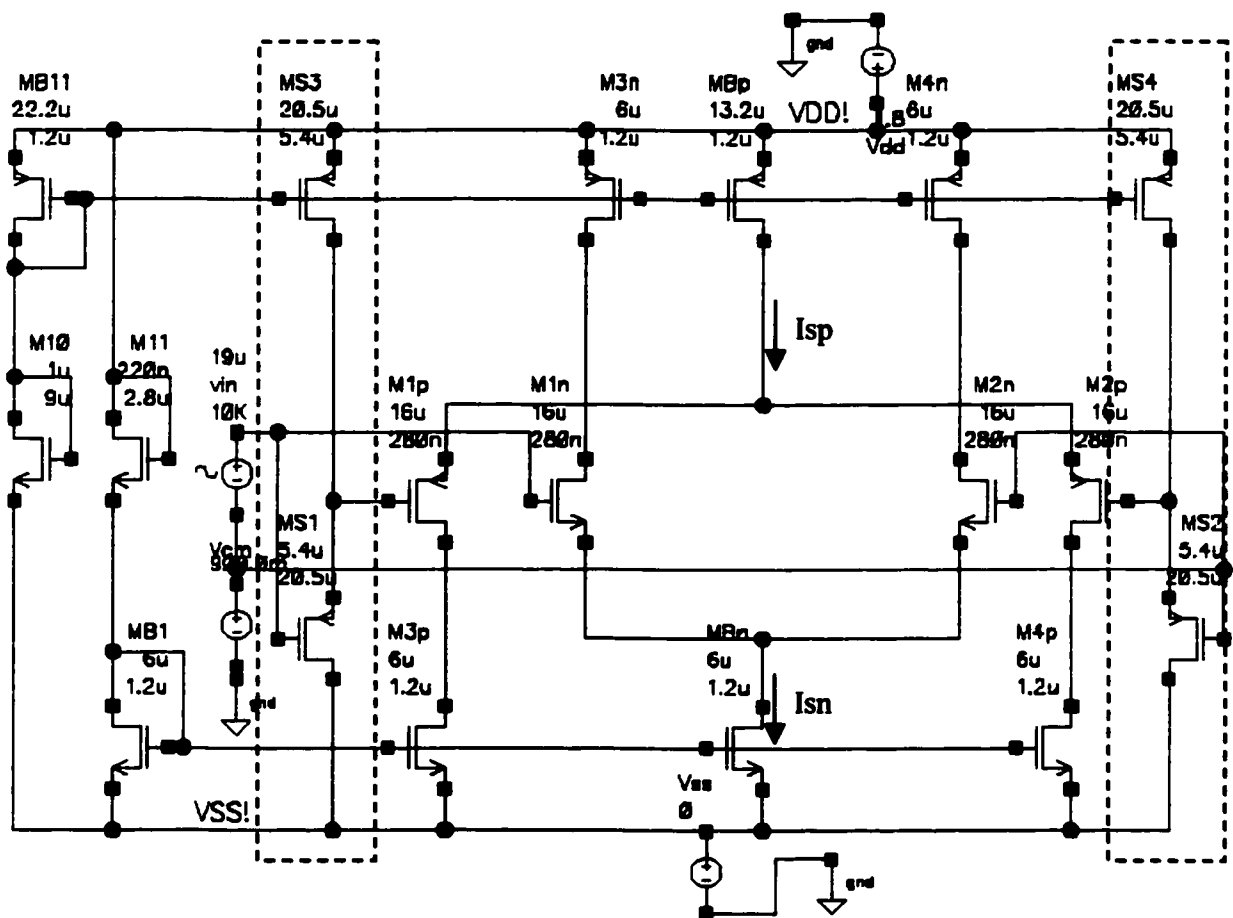 gnd
MB11
22.2u
1.2u
MS3
20.5u
5.4u
M3n
6u
1.2u
MBp
13.2u
1.2u
VDD!
1.8
Vdd
M4n
6u
1.2u
MS4
20.5u
5.4u
Isp
M10
1u
9u
M11
220n
2.8u
19u
vin
10K
M1p
16u
280n
M1n
16u
280n
M2n
16u
280n
M2p
16u
280n
MS1
5.4u
20.5u
Vcm
900.0m
MS2
5.4u
20.5u
MB1
6u
1.2u
gnd
M3p
6u
1.2u
MBn
6u
1.2u
Isn
M4p
6u
1.2u
VSS!
Vss
0
gnd